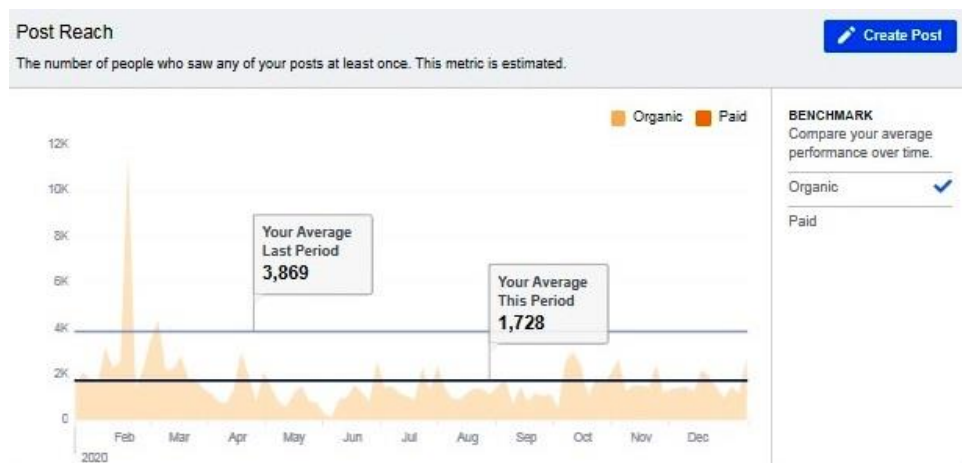 Post Reach
Create Post
The number of people who saw any of your posts at least once. This metric is estimated.
Organic
Paid
BENCHMARK
Compare your average
performance over time.
Organic
Paid
12K
10K
8K
6K
4K
2K
0
Your Average
Last Period
3,869
Your Average
This Period
1,728
Feb Mar Apr May Jun Jul Aug Sep Oct Nov Dec
2020